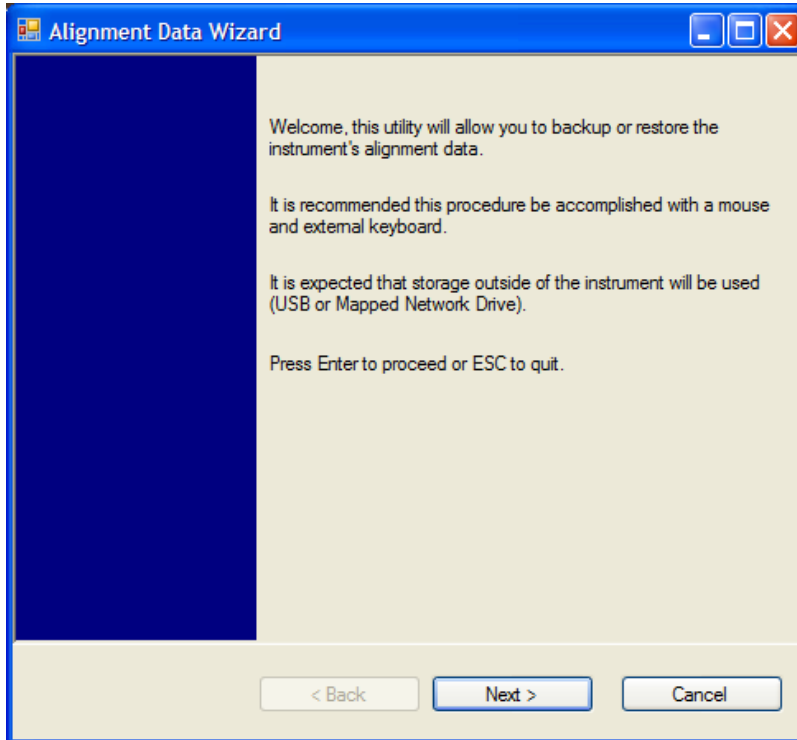 Alignment Data Wizard
Welcome, this utility will allow you to backup or restore the
instrument's alignment data.
It is recommended this procedure be accomplished with a mouse
and external keyboard.
It is expected that storage outside of the instrument will be used
(USB or Mapped Network Drive).
Press Enter to proceed or ESC to quit.
< Back
Next >
Cancel